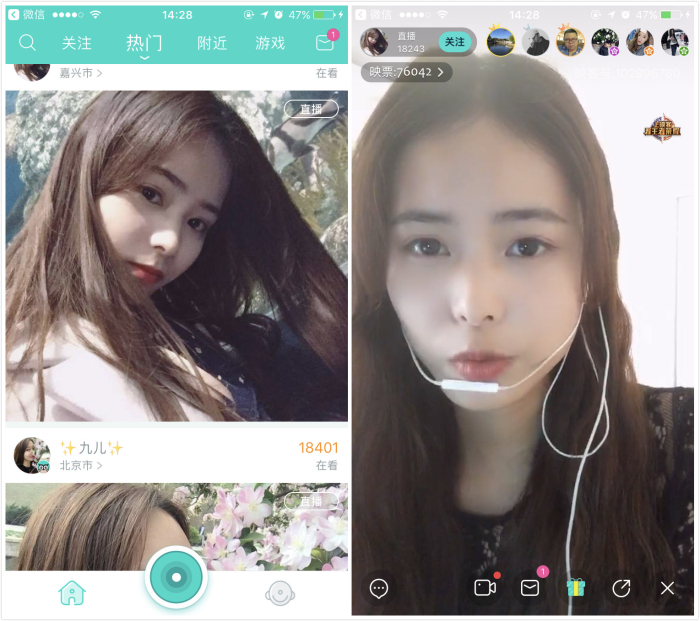 微信 14:28 47%
关注 热门 附近 游戏 1
嘉兴市 > 在看
直播
✨九儿✨ 18401
北京市 > 在看
直播
微信 14:28 47%
直播
18243
关注
映票:76042 >
1